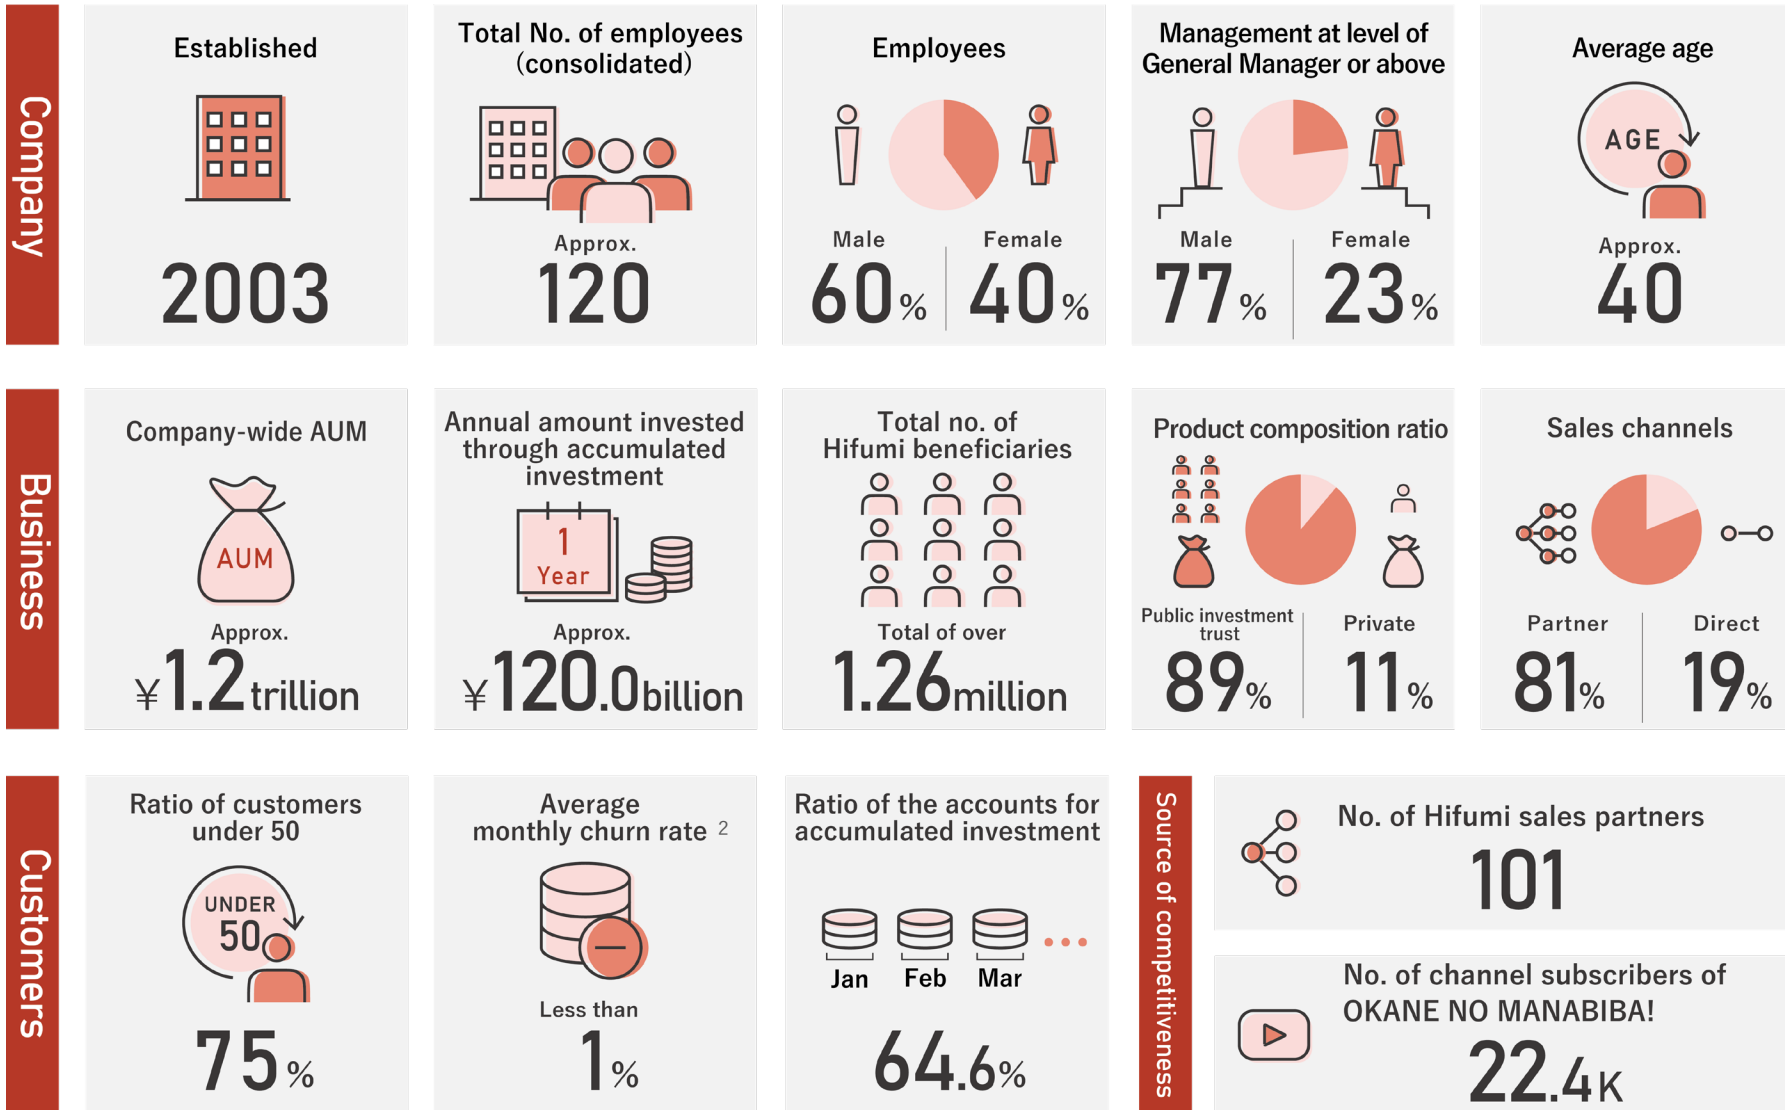 Company
Established
2003
Total No. of employees
(consolidated)
Approx.
120
Employees
Male
60%
Female
40%
Management at level of
General Manager or above
Male
77%
Female
23%
Average age
AGE
Approx.
40
Business
Company-wide AUM
AUM
Approx.
¥1.2 trillion
Annual amount invested
through accumulated
investment
1
Year
Approx.
¥120.0 billion
Total no. of
Hifumi beneficiaries
Total of over
1.26 million
Product composition ratio
Public investment
trust
89%
Private
11%
Sales channels
Partner
81%
Direct
19%
Customers
Ratio of customers
under 50
UNDER
50
75%
Average
monthly churn rate 2
Less than
1%
Ratio of the accounts for
accumulated investment
Jan Feb Mar
64.6%
Source of competitiveness
No. of Hifumi sales partners
101
No. of channel subscribers of
OKANE NO MANABIBA!
22.4K